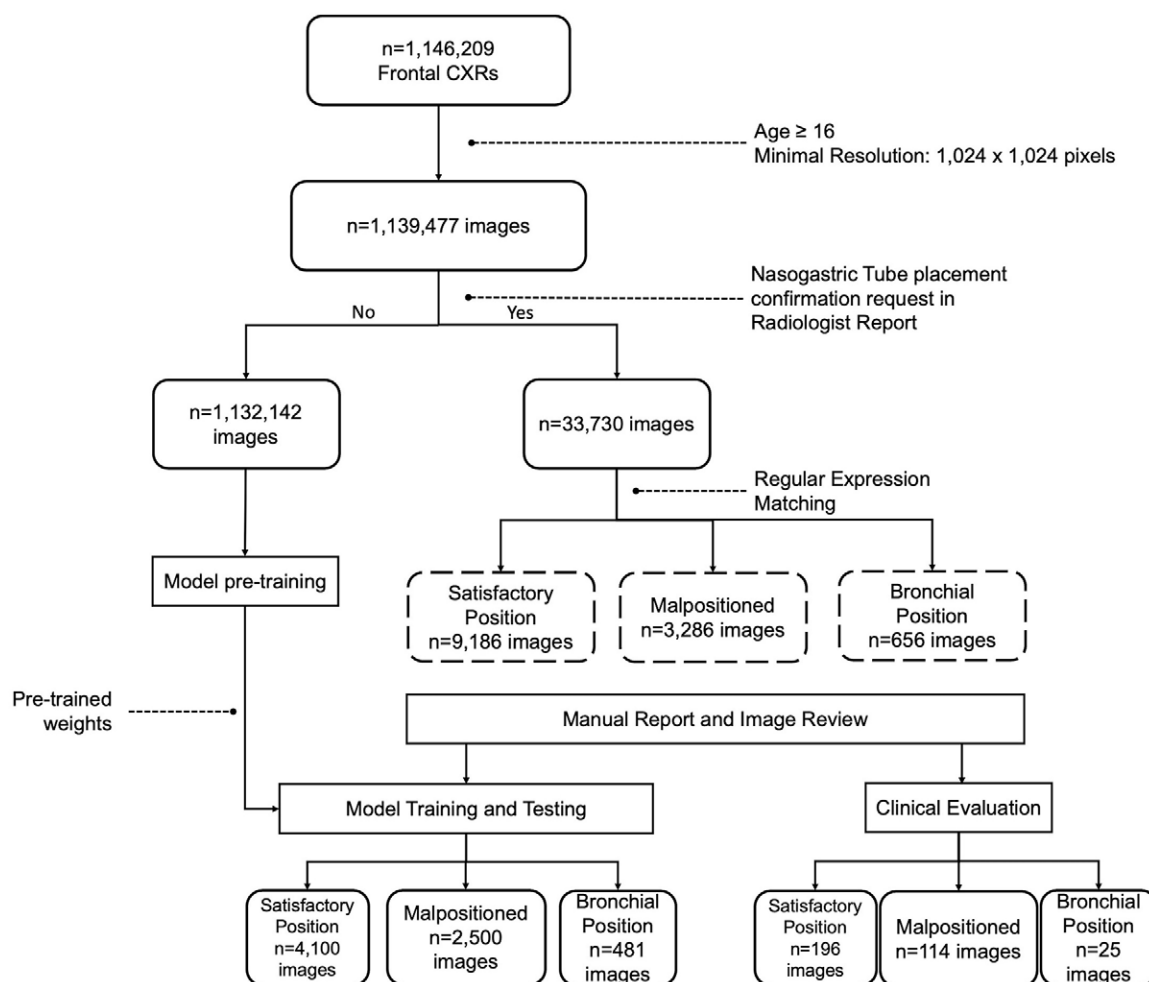 n=1,146,209
Frontal CXRs
Age ≥ 16
Minimal Resolution: 1,024 x 1,024 pixels
n=1,139,477 images
Nasogastric Tube placement
confirmation request in
Radiologist Report
No
Yes
n=1,132,142
images
n=33,730 images
Regular Expression
Matching
Model pre-training
Satisfactory
Position
n=9,186 images
Malpositioned
n=3,286 images
Bronchial
Position
n=656 images
Pre-trained
weights
Manual Report and Image Review
Model Training and Testing
Clinical Evaluation
Satisfactory
Position
n=4,100
images
Malpositioned
n=2,500
images
Bronchial
Position
n=481
images
Satisfactory
Position
n=196
images
Malpositioned
n=114 images
Bronchial
Position
n=25
images